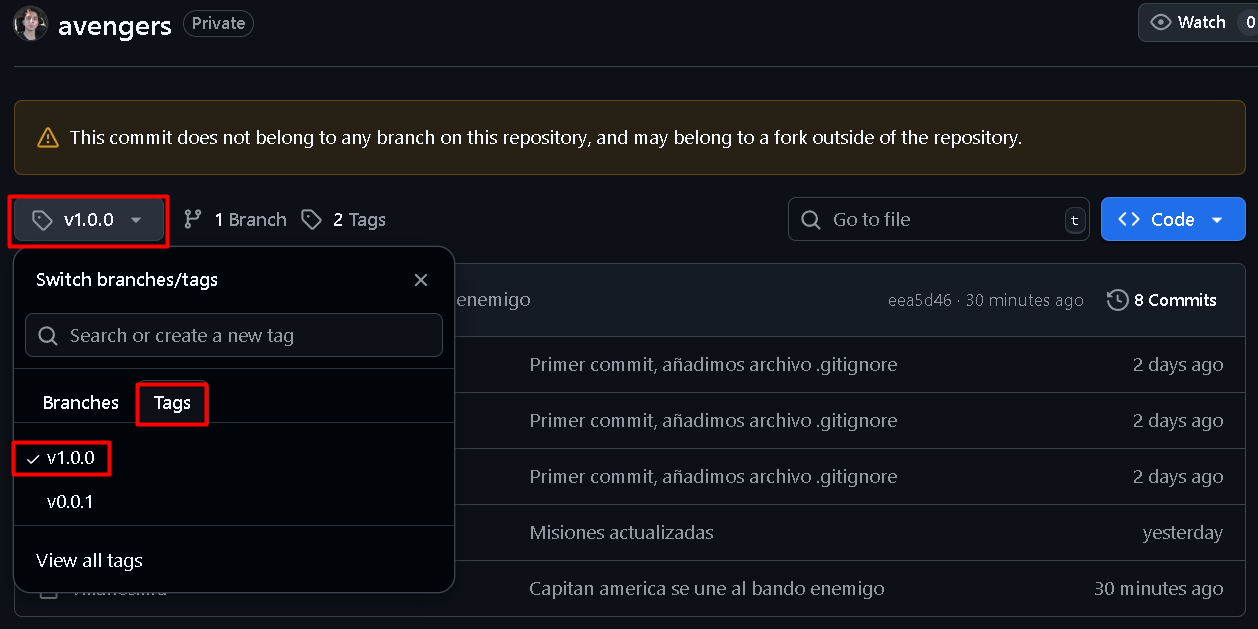 avengers Private Watch 0
This commit does not belong to any branch on this repository, and may belong to a fork outside of the repository.
v1.0.0 1 Branch 2 Tags Go to file t Code
Switch branches/tags
enemigo eea5d46 · 30 minutes ago 8 Commits
Search or create a new tag
Primer commit, añadimos archivo .gitignore 2 days ago
Branches Tags
Primer commit, añadimos archivo .gitignore 2 days ago
v1.0.0
Primer commit, añadimos archivo .gitignore 2 days ago
v0.0.1
Misiones actualizadas yesterday
View all tags
Capitan america se une al bando enemigo 30 minutes ago